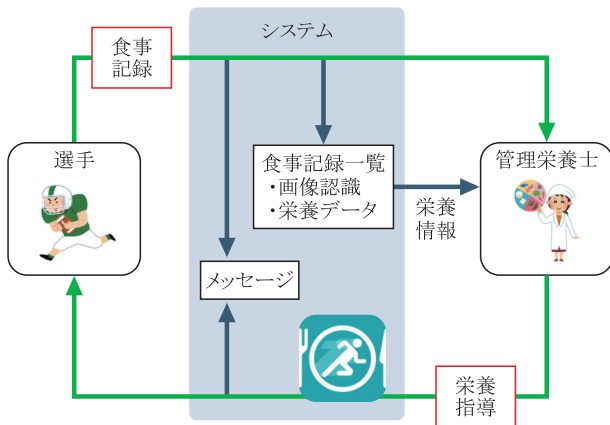 システム
食事
記録
選手
食事記録一覧
・画像認識
・栄養データ
管理栄養士
栄養
情報
メッセージ
栄養
指導